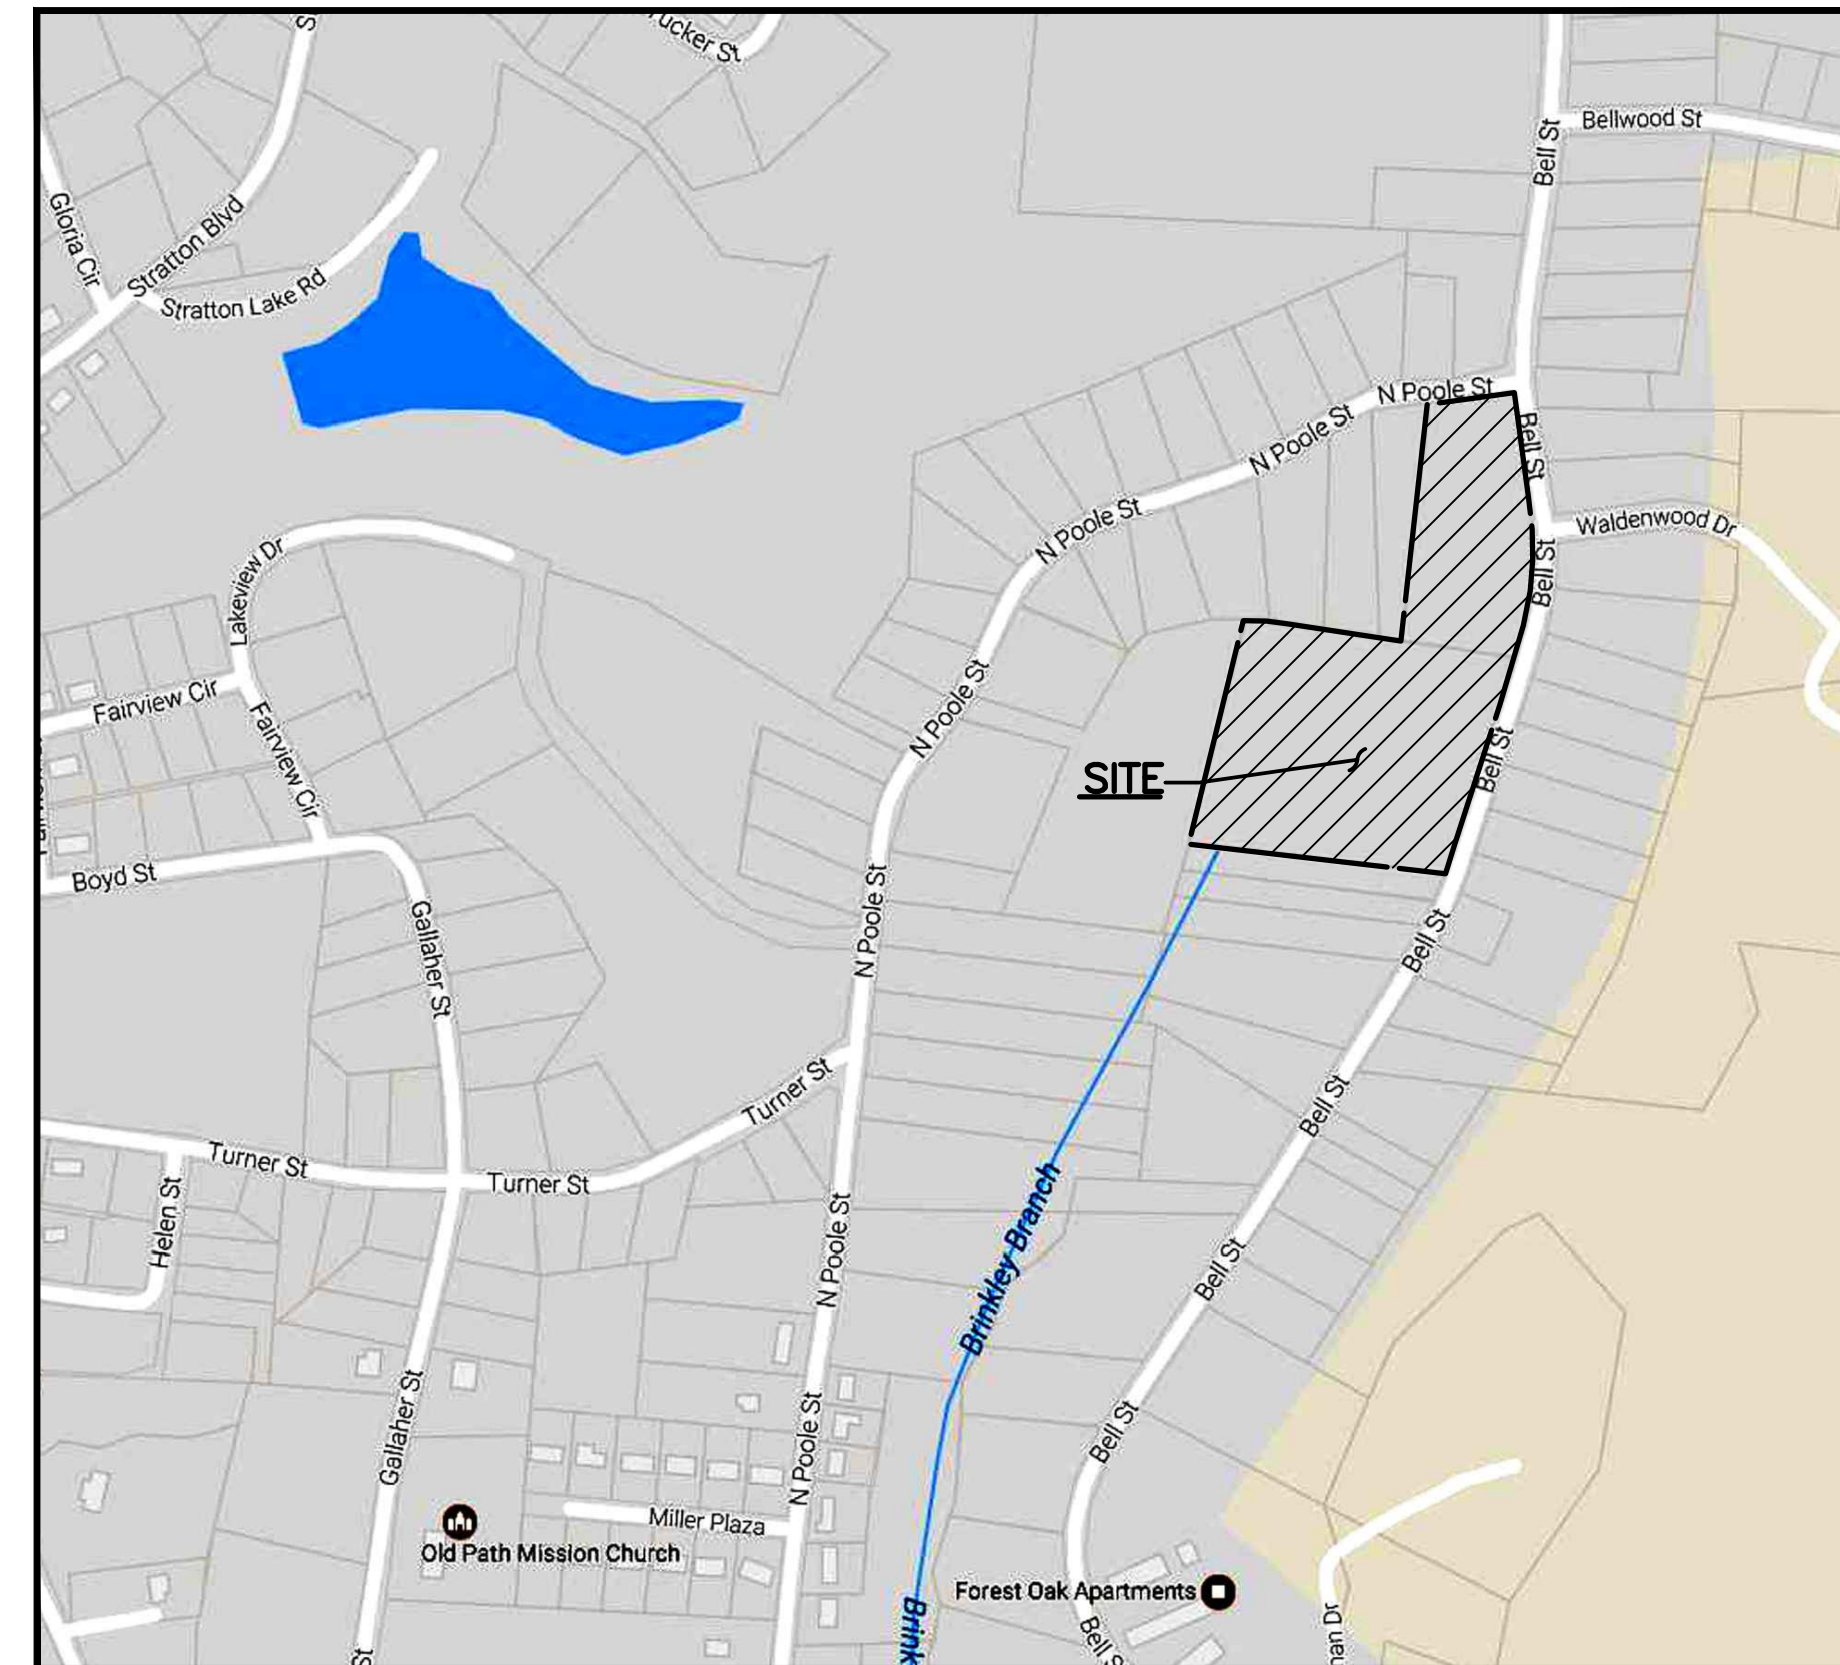 Bellwood St
Bell St
Gloria Cir
Stratton Blvd
Stratton Lake Rd
N Poole St
N Poole St
Bell St
N Poole St
Waldenwood Dr
Bell St
Lakeview Dr
N Poole St
Fairview Cir
Fairview Cir
SITE
Bell St
Boyd St
N Poole St
Gallaher St
Bell St
Turner St
Bell St
Turner St
Turner St
Helen St
N Poole St
Brinkley Branch
Bell St
Gallaher St
N Poole St
Bell St
Miller Plaza
Old Path Mission Church
Forest Oak Apartments
Bell
St